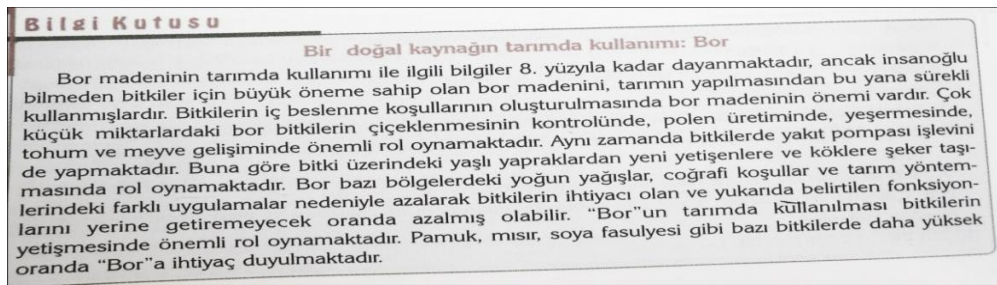 Bilgi Kutusu
Bir doğal kaynağın tarımda kullanımı: Bor
Bor madeninin tarımda kullanımı ile ilgili bilgiler 8. yüzyıla kadar dayanmaktadır, ancak insanoğlu
bilmeden bitkiler için büyük öneme sahip olan bor madenini, tarımın yapılmasından bu yana sürekli
kullanmışlardır. Bitkilerin iç beslenme koşullarının oluşturulmasında bor madeninin önemi vardır. Çok
küçük miktarlardaki bor bitkilerin çiçeklenmesinin kontrolünde, polen üretiminde, yeşermesinde,
tohum ve meyve gelişiminde önemli rol oynamaktadır. Aynı zamanda bitkilerde yakıt pompası işlevini
de yapmaktadır. Buna göre bitki üzerindeki yaşlı yapraklardan yeni yetişenlere ve köklere şeker taşı-
masında rol oynamaktadır. Bor bazı bölgelerdeki yoğun yağışlar, coğrafi koşullar ve tarım yöntem-
lerindeki farklı uygulamalar nedeniyle azalarak bitkilerin ihtiyacı olan ve yukarıda belirtilen fonksiyon-
larını yerine getiremeyecek oranda azalmış olabilir. “Bor”un tarımda kullanılması bitkilerin
yetişmesinde önemli rol oynamaktadır. Pamuk, mısır, soya fasulyesi gibi bazı bitkilerde daha yüksek
oranda “Bor”a ihtiyaç duyulmaktadır.